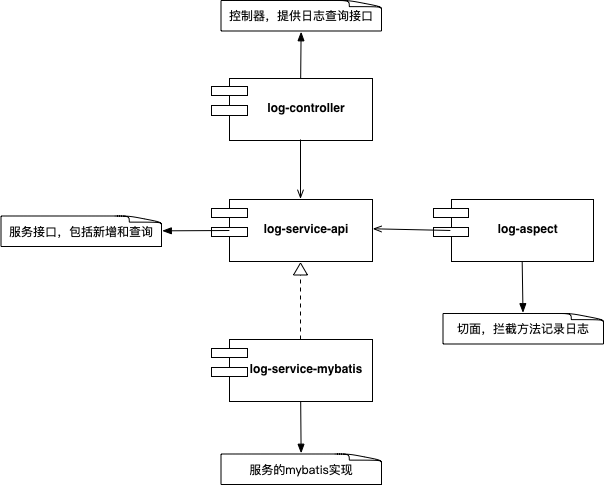 控制器，提供日志查询接口
log-controller
log-service-api
log-aspect
服务接口，包括新增和查询
切面，拦截方法记录日志
log-service-mybatis
服务的mybatis实现